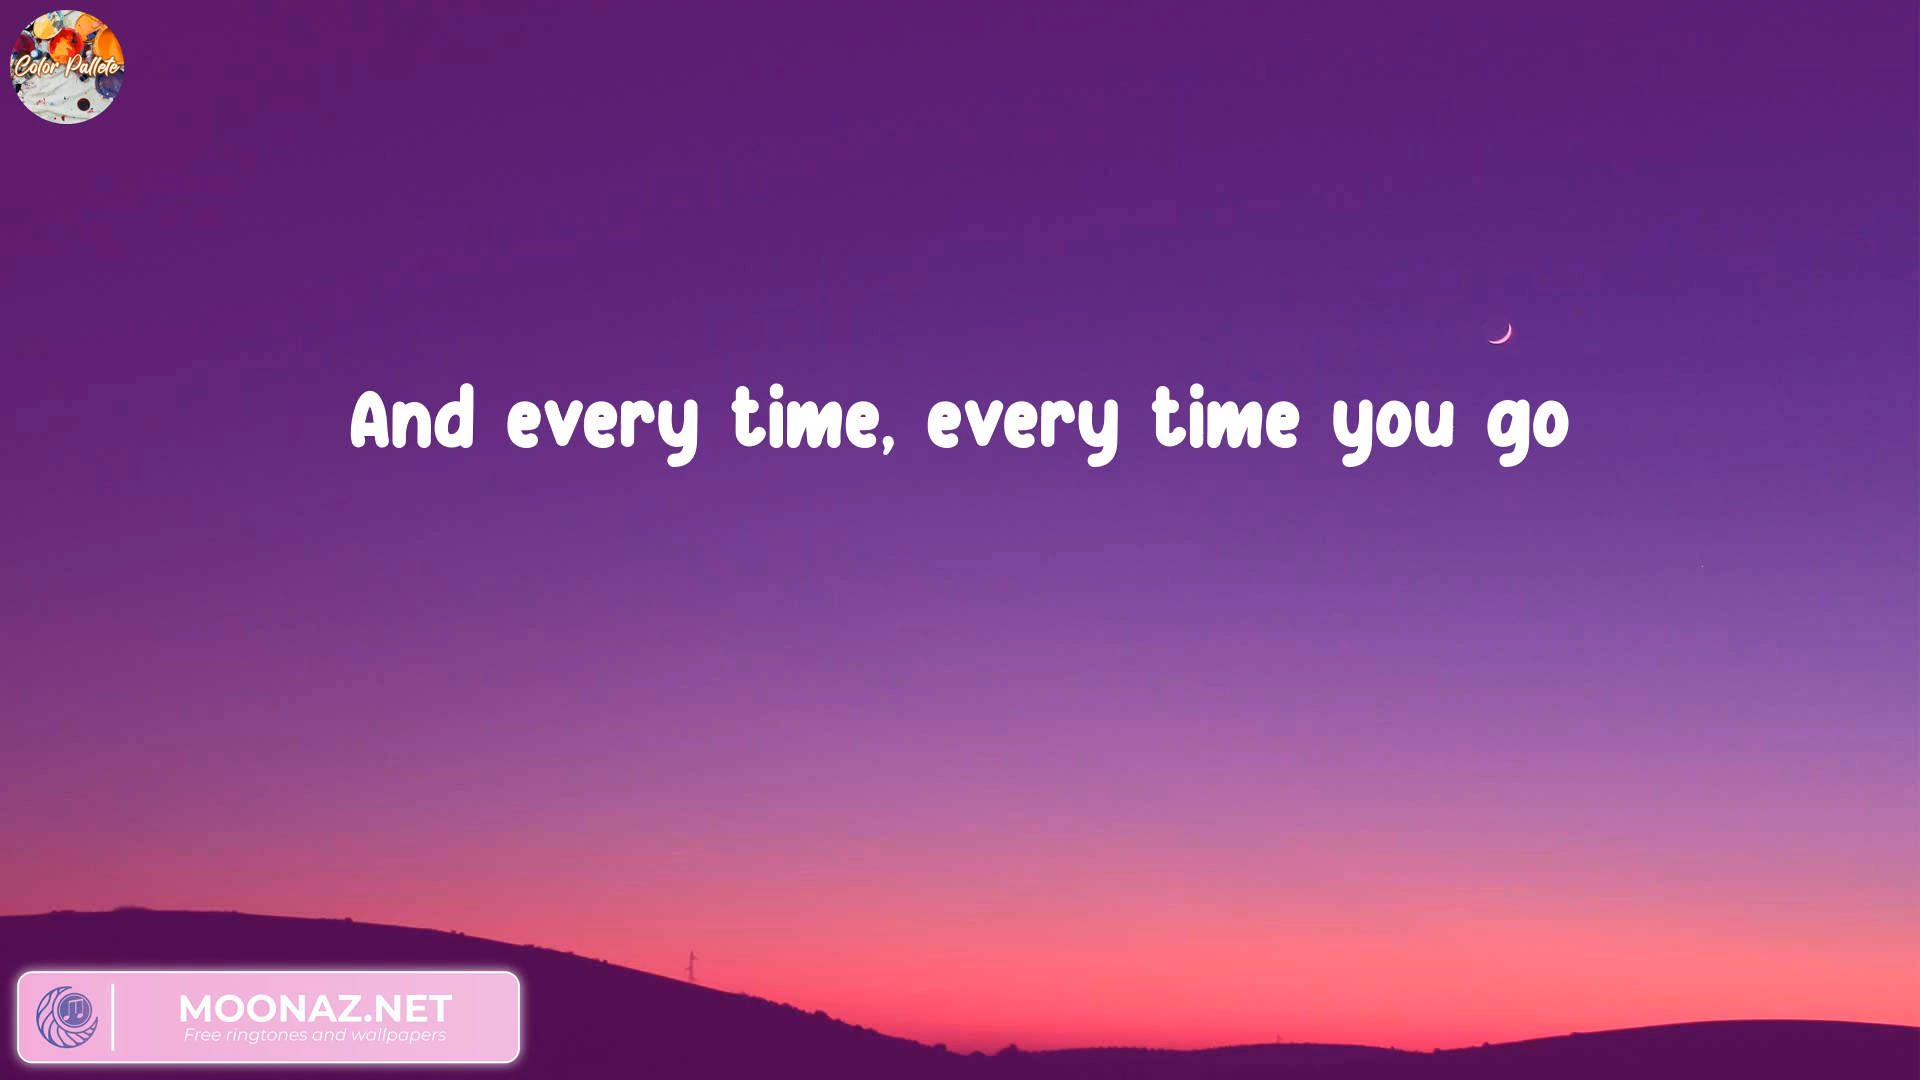 Color Pallete
And every time, every time you go
MOONAZ.NET
Free ringtones and wallpapers